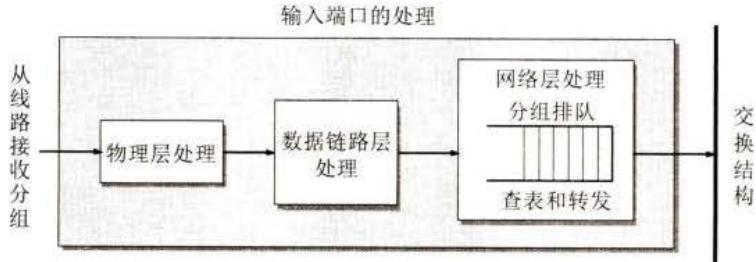 输入端口的处理
从线路接收分组
物理层处理
数据链路层
处理
网络层处理
分组排队
查表和转发
交换结构